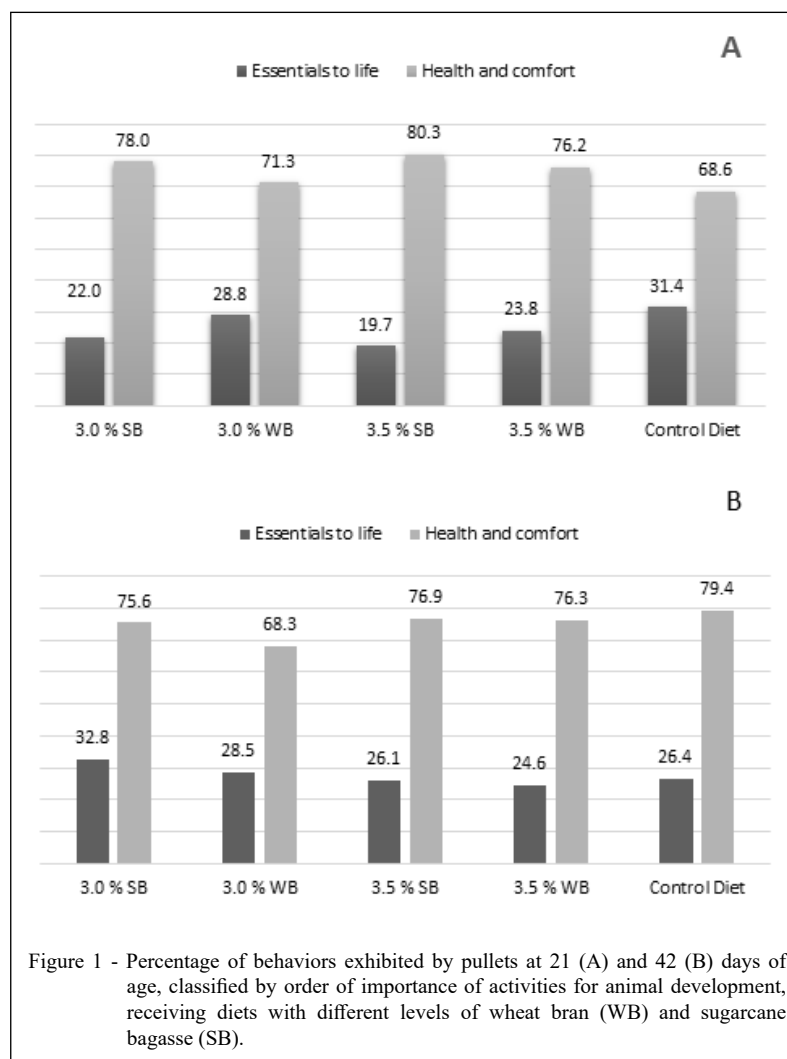 A
Essentials to life Health and comfort
78.0 71.3 80.3 76.2 68.6
22.0 28.8 19.7 23.8 31.4
3.0 % SB 3.0 % WB 3.5 % SB 3.5 % WB Control Diet
B
Essentials to life Health and comfort
75.6 68.3 76.9 76.3 79.4
32.8 28.5 26.1 24.6 26.4
3.0 % SB 3.0 % WB 3.5 % SB 3.5 % WB Control Diet
Figure 1 - Percentage of behaviors exhibited by pullets at 21 (A) and 42 (B) days of
age, classified by order of importance of activities for animal development,
receiving diets with different levels of wheat bran (WB) and sugarcane
bagasse (SB).